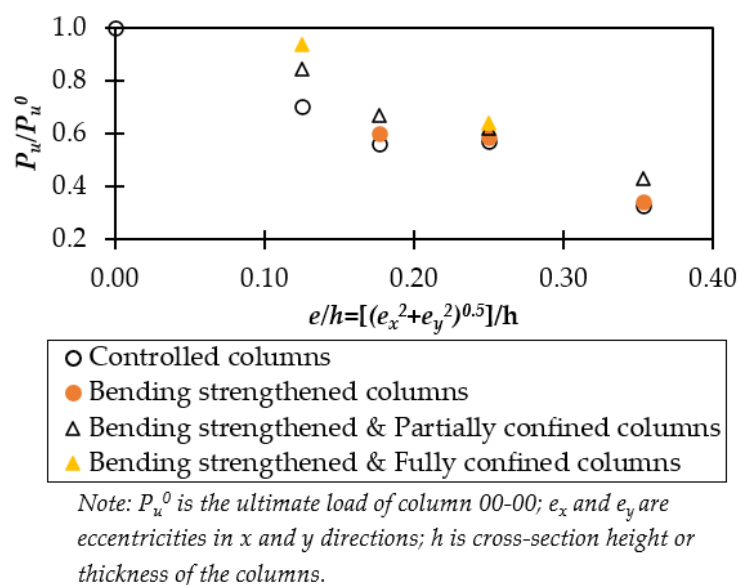 1.0
0.8
0.6
0.4
0.2
Pu/Pu0
0.00 0.10 0.20 0.30 0.40
e/h=[(ex2+ey2)0.5]/h
Controlled columns
Bending strengthened columns
Bending strengthened & Partially confined columns
Bending strengthened & Fully confined columns
Note: Pu0 is the ultimate load of column 00-00; ex and ey are
eccentricities in x and y directions; h is cross-section height or
thickness of the columns.